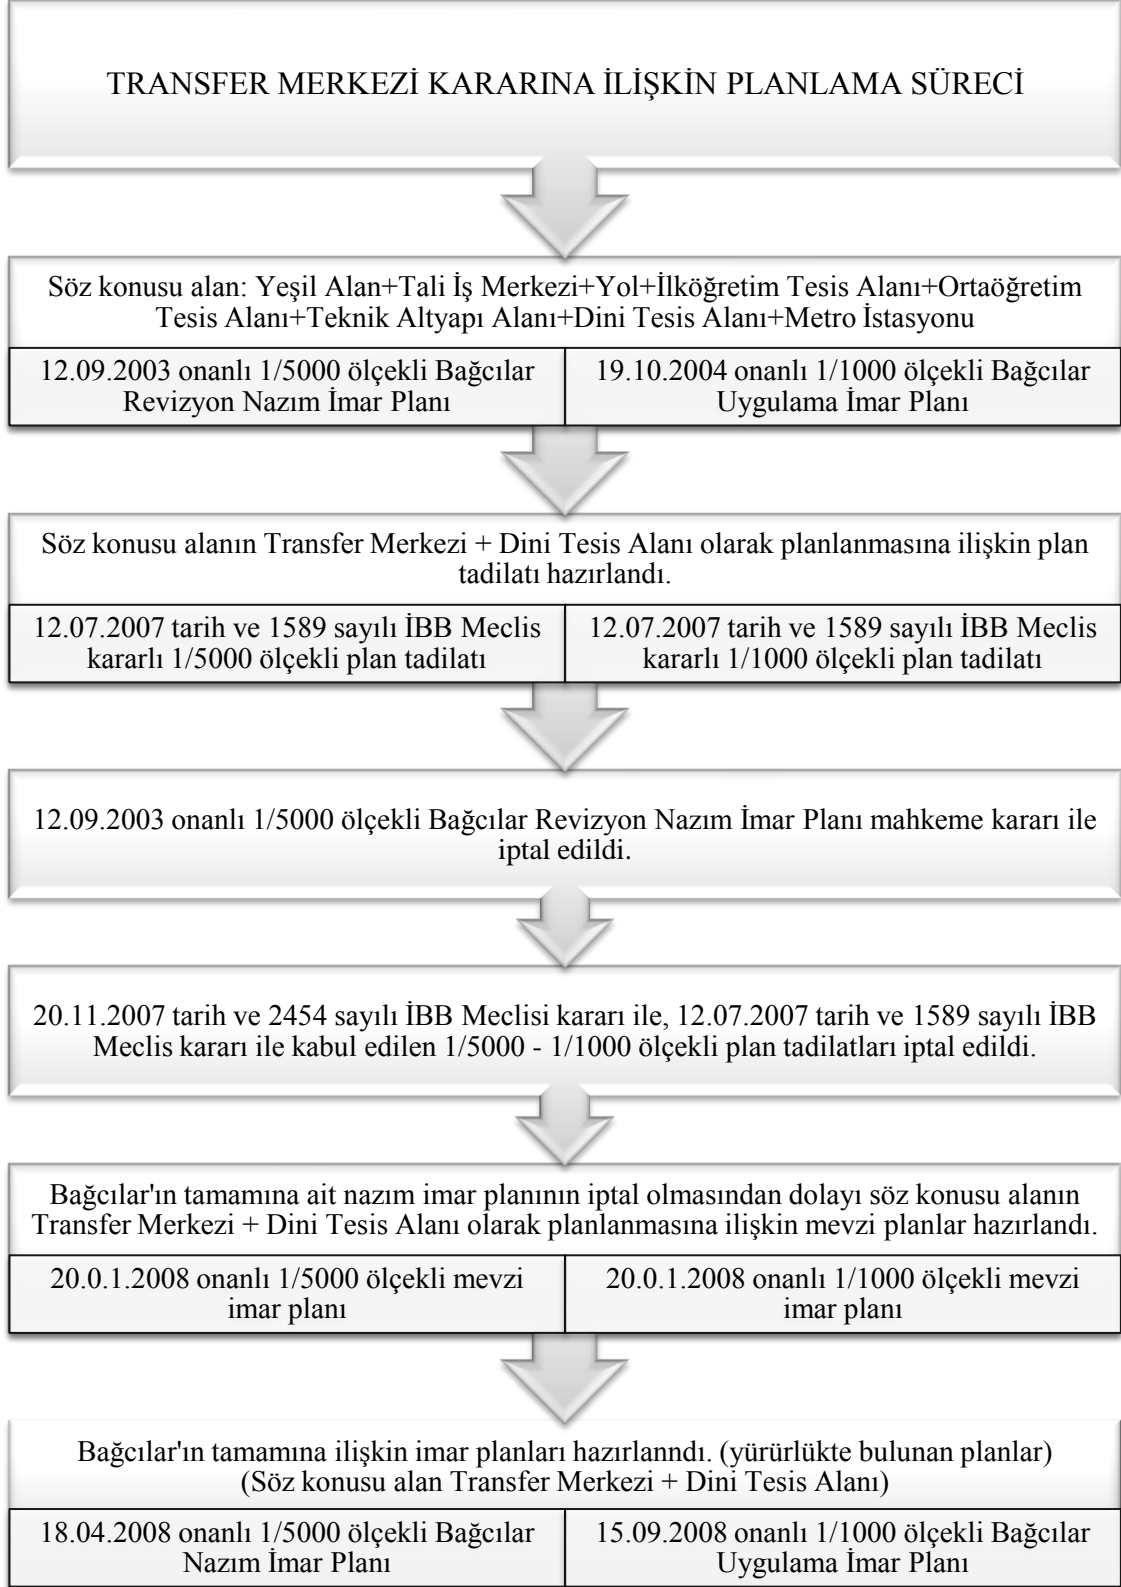 TRANSFER MERKEZİ KARARINA İLİŞKİN PLANLAMA SÜRECİ
Söz konusu alan: Yeşil Alan+Tali İş Merkezi+Yol+İlköğretim Tesis Alanı+Ortaöğretim
Tesis Alanı+Teknik Altyapı Alanı+Dini Tesis Alanı+Metro İstasyonu
12.09.2003 onanlı 1/5000 ölçekli Bağcılar
Revizyon Nazım İmar Planı
19.10.2004 onanlı 1/1000 ölçekli Bağcılar
Uygulama İmar Planı
Söz konusu alanın Transfer Merkezi + Dini Tesis Alanı olarak planlanmasına ilişkin plan
tadilatı hazırlandı.
12.07.2007 tarih ve 1589 sayılı İBB Meclis
kararlı 1/5000 ölçekli plan tadilatı
12.07.2007 tarih ve 1589 sayılı İBB Meclis
kararlı 1/1000 ölçekli plan tadilatı
12.09.2003 onanlı 1/5000 ölçekli Bağcılar Revizyon Nazım İmar Planı mahkeme kararı ile
iptal edildi.
20.11.2007 tarih ve 2454 sayılı İBB Meclisi kararı ile, 12.07.2007 tarih ve 1589 sayılı İBB
Meclis kararı ile kabul edilen 1/5000 - 1/1000 ölçekli plan tadilatları iptal edildi.
Bağcılar'ın tamamına ait nazım imar planının iptal olmasından dolayı söz konusu alanın
Transfer Merkezi + Dini Tesis Alanı olarak planlanmasına ilişkin mevzi planlar hazırlandı.
20.0.1.2008 onanlı 1/5000 ölçekli mevzi
imar planı
20.0.1.2008 onanlı 1/1000 ölçekli mevzi
imar planı
Bağcılar'ın tamamına ilişkin imar planları hazırlanndı. (yürürlükte bulunan planlar)
(Söz konusu alan Transfer Merkezi + Dini Tesis Alanı)
18.04.2008 onanlı 1/5000 ölçekli Bağcılar
Nazım İmar Planı
15.09.2008 onanlı 1/1000 ölçekli Bağcılar
Uygulama İmar Planı